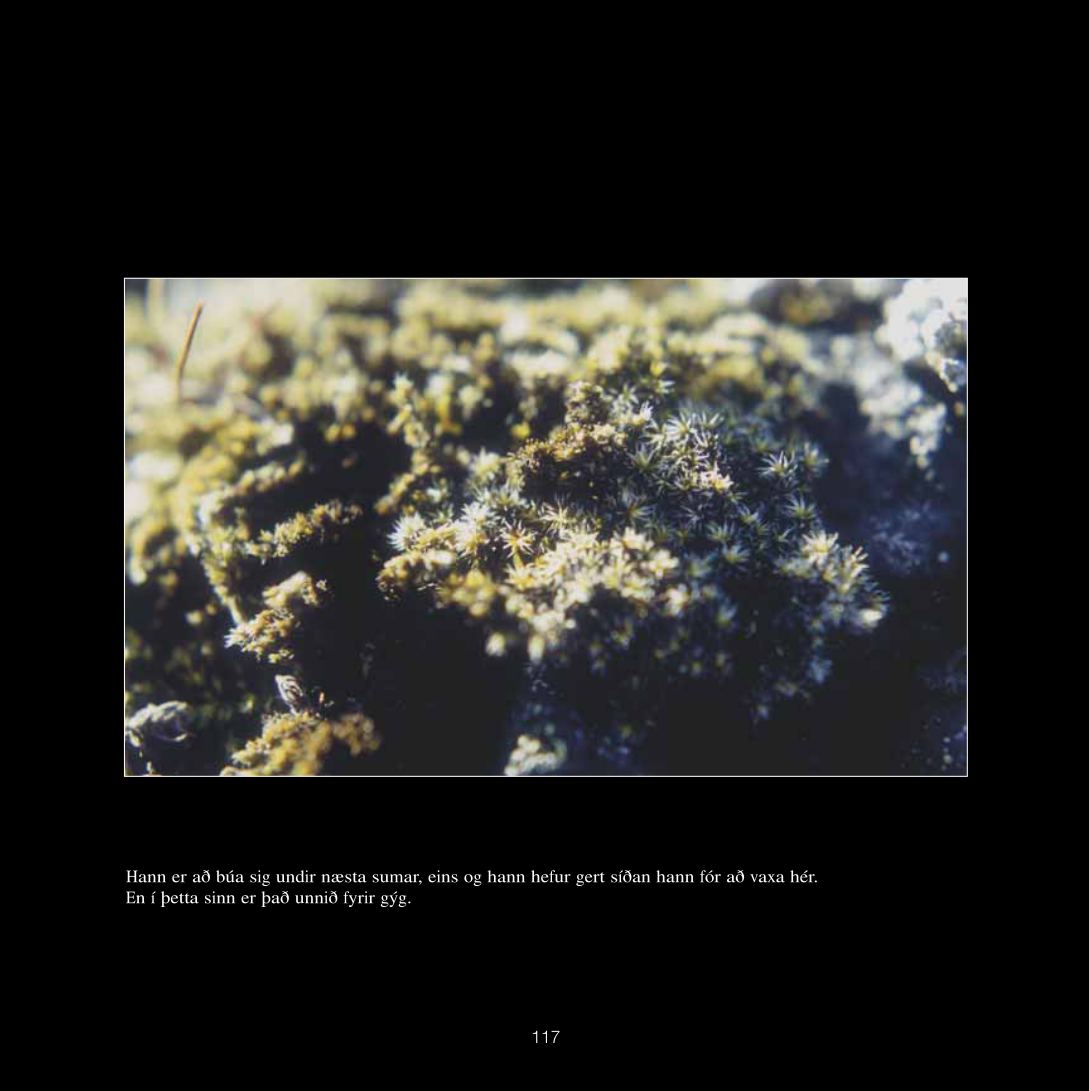 Hann er að búa sig undir næsta sumar, eins og hann hefur gert síðan hann fór að vaxa hér.
En í þetta sinn er það unnið fyrir gýg.
117